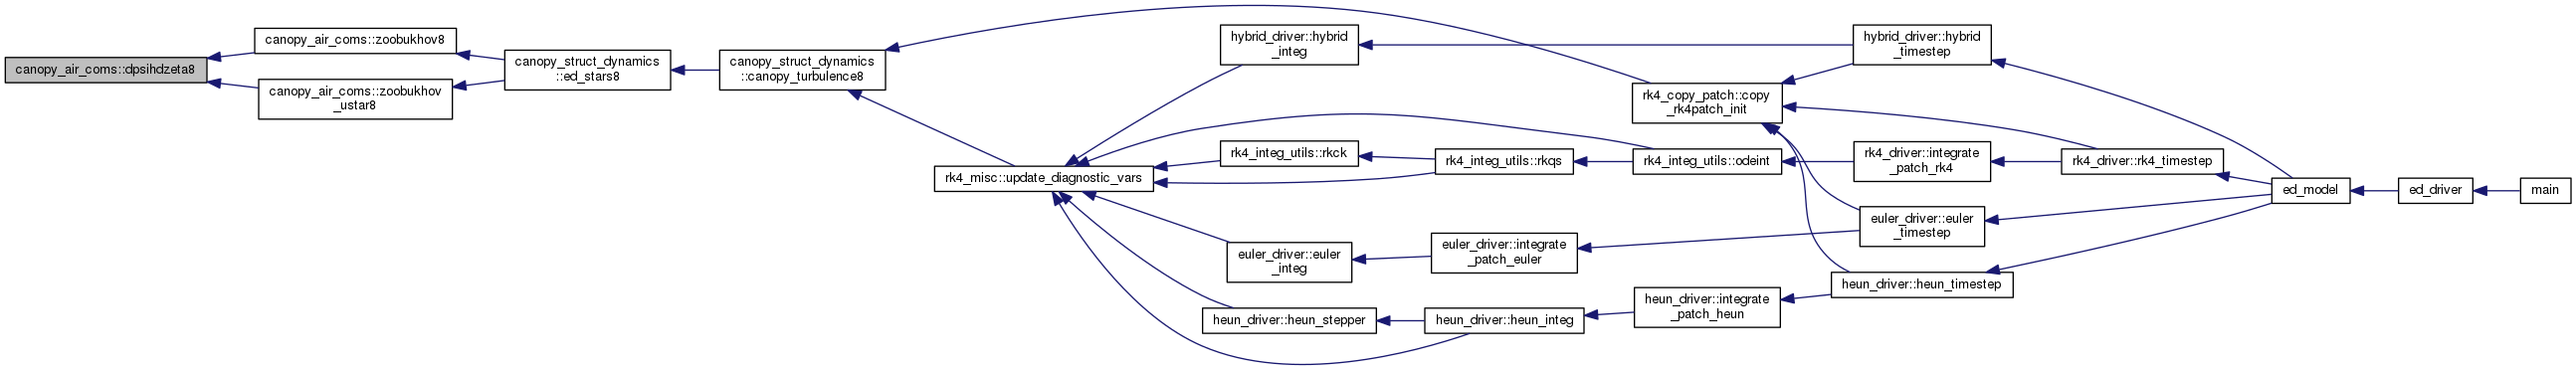 canopy_air_coms::dpsihdzeta8
canopy_air_coms::zoobukhov8
canopy_air_coms::zoobukhov
_ustar8
canopy_struct_dynamics
::ed_stars8
canopy_struct_dynamics
::canopy_turbulence8
rk4_misc::update_diagnostic_vars
hybrid_driver::hybrid
_integ
rk4_integ_utils::rkck
euler_driver::euler
_integ
heun_driver::heun_stepper
rk4_integ_utils::rkqs
euler_driver::integrate
_patch_euler
heun_driver::heun_integ
rk4_copy_patch::copy
_rk4patch_init
rk4_integ_utils::odeint
heun_driver::integrate
_patch_heun
hybrid_driver::hybrid
_timestep
rk4_driver::integrate
_patch_rk4
euler_driver::euler
_timestep
heun_driver::heun_timestep
rk4_driver::rk4_timestep
ed_model
ed_driver
main